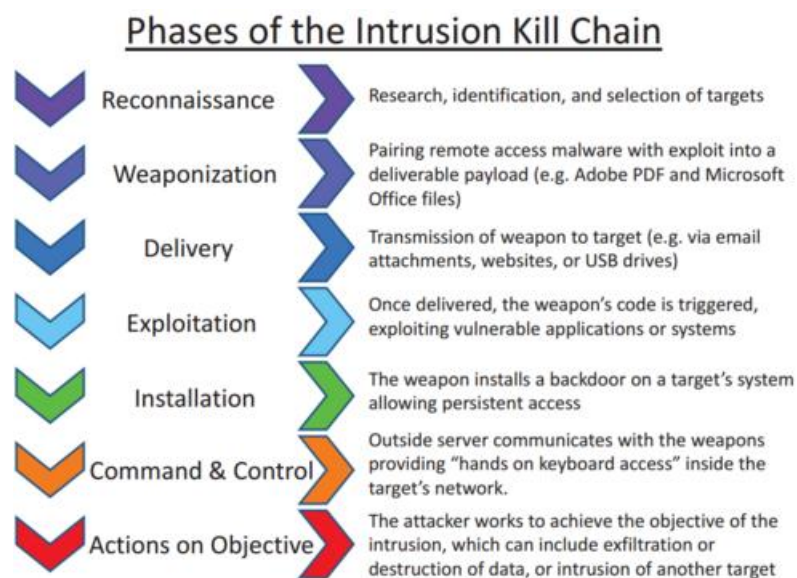 Phases of the Intrusion Kill Chain
Reconnaissance
Research, identification, and selection of targets
Weaponization
Pairing remote access malware with exploit into a
deliverable payload (e.g. Adobe PDF and Microsoft
Office files)
Delivery
Transmission of weapon to target (e.g. via email
attachments, websites, or USB drives)
Exploitation
Once delivered, the weapon's code is triggered,
exploiting vulnerable applications or systems
Installation
The weapon installs a backdoor on a target's system
allowing persistent access
Command & Control
Outside server communicates with the weapons
providing “hands on keyboard access” inside the
target's network.
Actions on Objective
The attacker works to achieve the objective of the
intrusion, which can include exfiltration or
destruction of data, or intrusion of another target